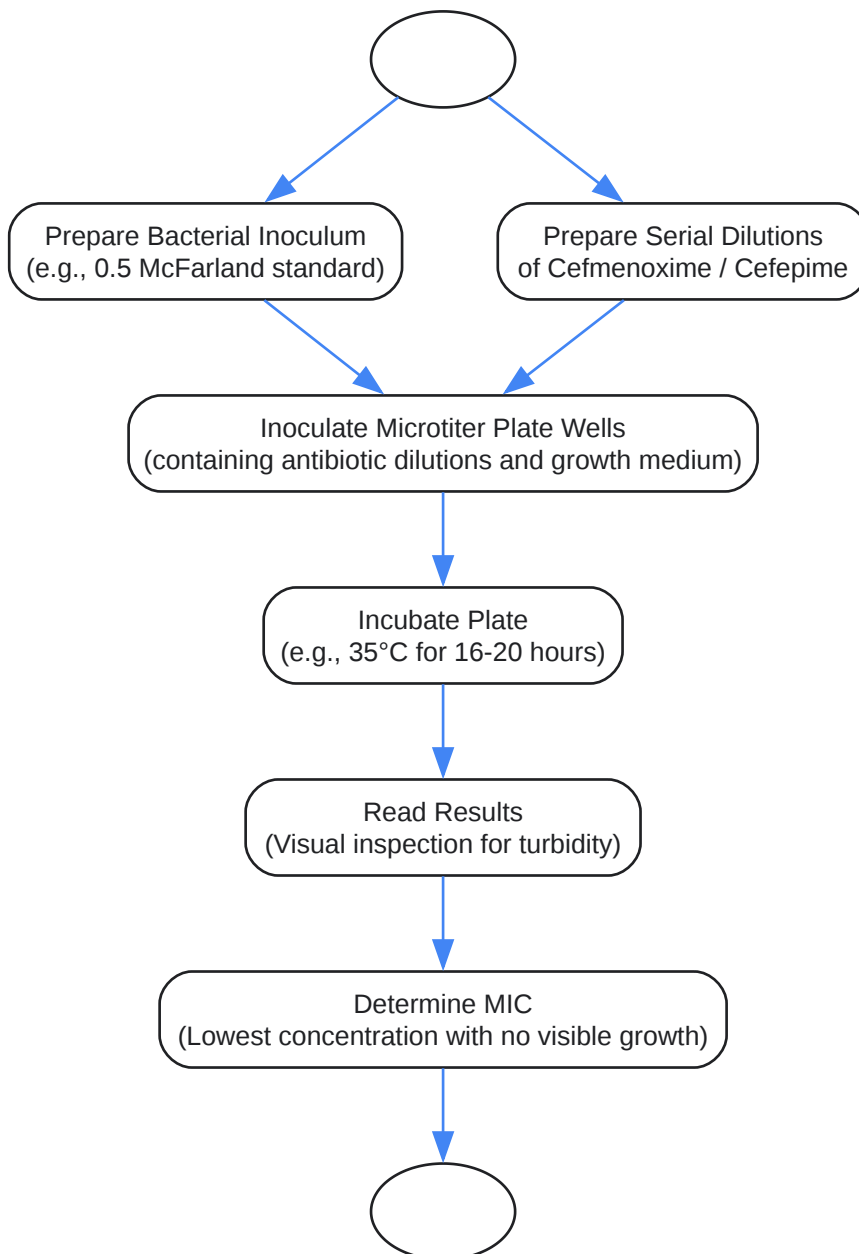 Prepare Bacterial Inoculum
(e.g., 0.5 McFarland standard)
Prepare Serial Dilutions
of Cefmenoxime / Cefepime
Inoculate Microtiter Plate Wells
(containing antibiotic dilutions and growth medium)
Incubate Plate
(e.g., 35°C for 16-20 hours)
Read Results
(Visual inspection for turbidity)
Determine MIC
(Lowest concentration with no visible growth)